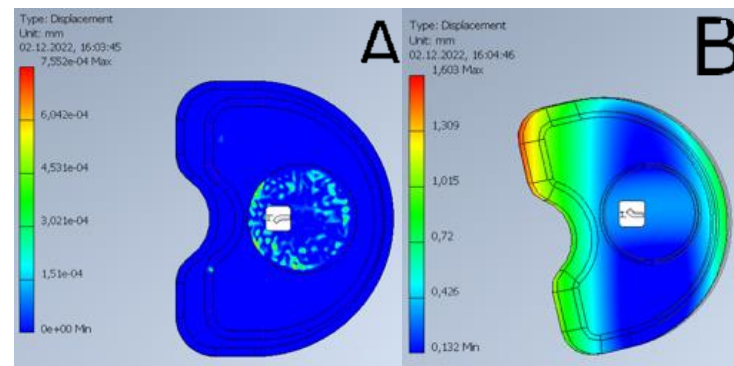 Type: Displacement
Unit: mm
02.12.2022, 16:03:45
7,552e-04 Max
6,042e-04
4,531e-04
3,021e-04
1,51e-04
0e+00 Min
A
Type: Displacement
Unit: mm
02.12.2022, 16:04:46
1,603 Max
1,309
1,015
0,72
0,426
0,132 Min
B